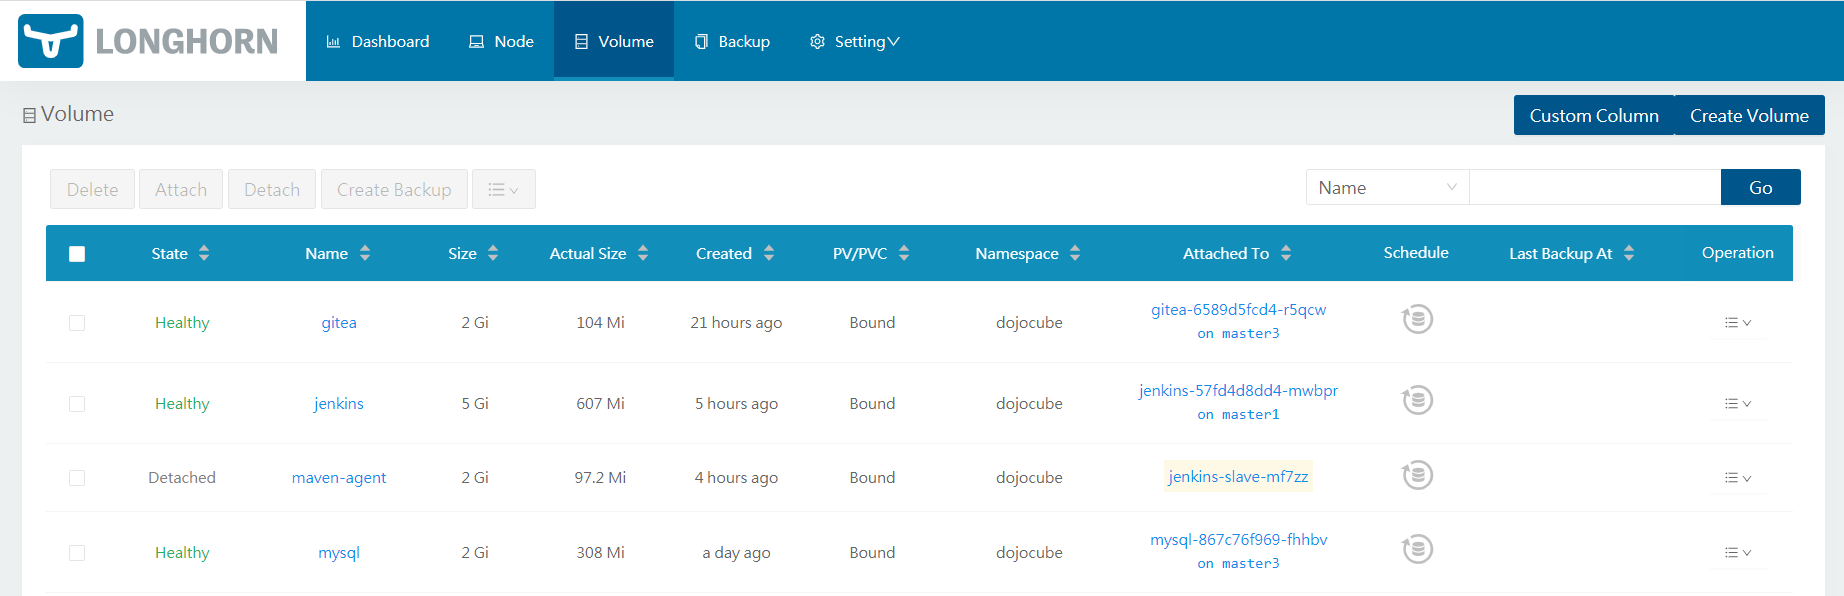 LONGHORN Dashboard Node Volume Backup Setting
Volume Custom Column Create Volume
Delete Attach Detach Create Backup Name Go
State Name Size Actual Size Created PV/PVC Namespace Attached To Schedule Last Backup At Operation
Healthy gitea 2 Gi 104 Mi 21 hours ago Bound dojocube gitea-6589d5fcd4-r5qcw
on master3
Healthy jenkins 5 Gi 607 Mi 5 hours ago Bound dojocube jenkins-57fd4d8dd4-mwbpr
on master1
Detached maven-agent 2 Gi 97.2 Mi 4 hours ago Bound dojocube jenkins-slave-mf7zz
Healthy mysql 2 Gi 308 Mi a day ago Bound dojocube mysql-867c76f969-fhhbv
on master3